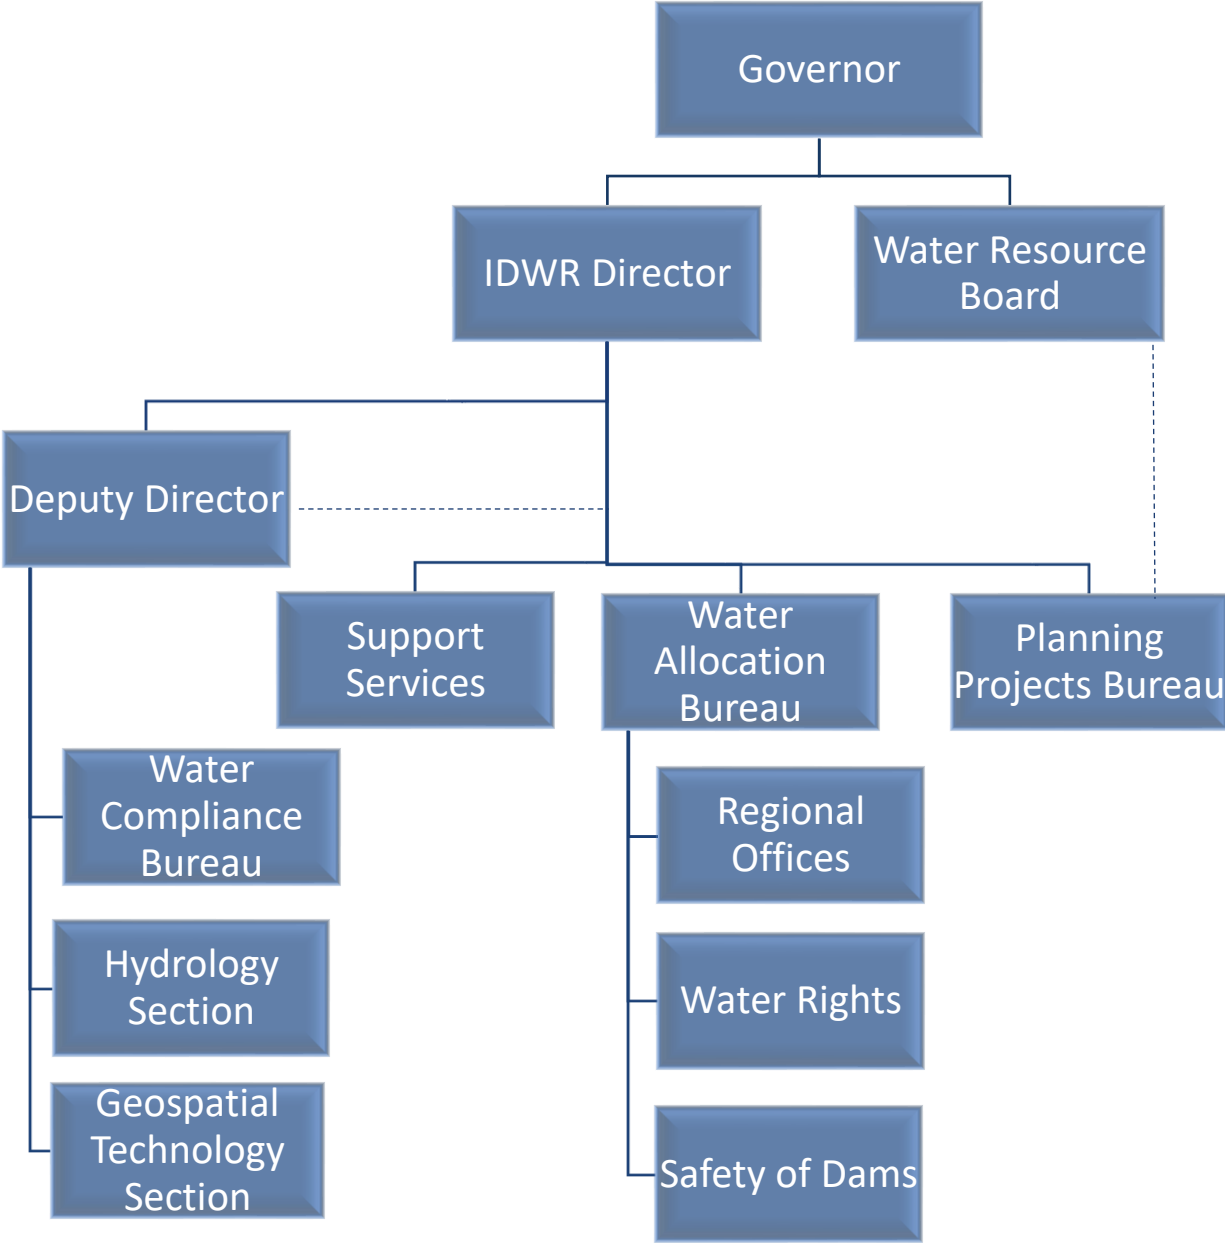 Governor
IDWR Director
Water Resource
Board
Deputy Director
Support
Services
Water
Allocation
Bureau
Planning
Projects Bureau
Water
Compliance
Bureau
Hydrology
Section
Geospatial
Technology
Section
Regional
Offices
Water Rights
Safety of Dams